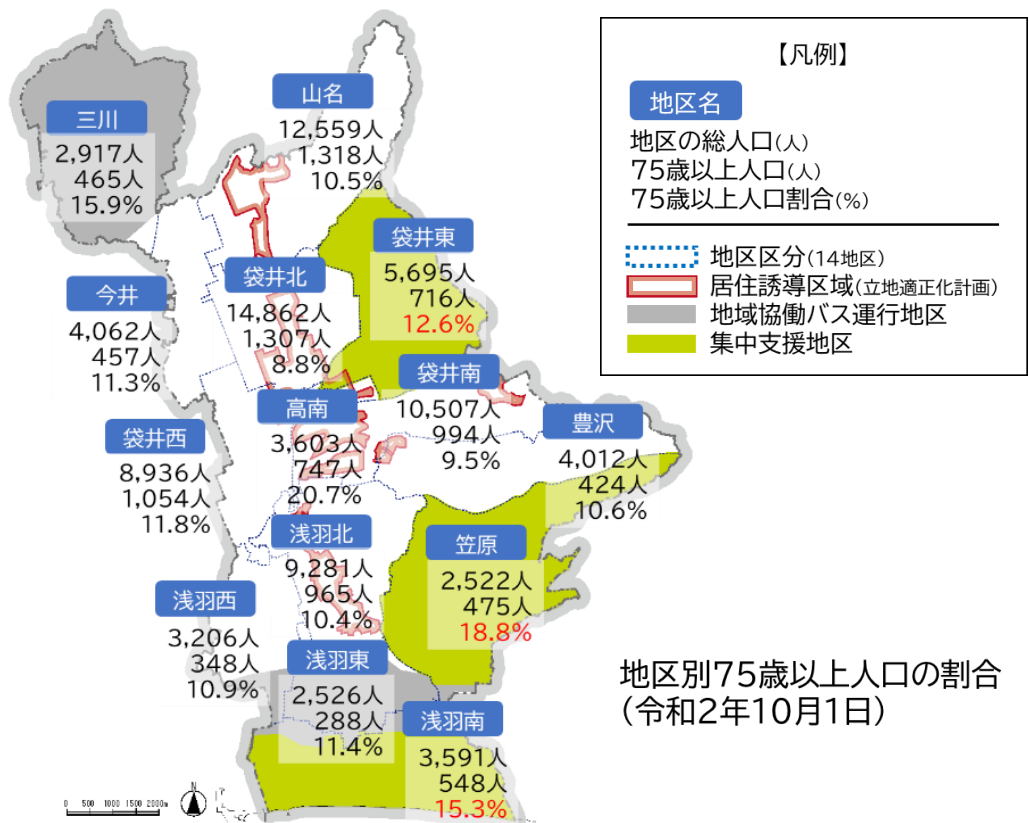 【凡例】
地区名
地区の総人口(人)
75歳以上人口(人)
75歳以上人口割合(%)
地区区分(14地区)
居住誘導区域(立地適正化計画)
地域協働バス運行地区
集中支援地区
三川
2,917人
465人
15.9%
山名
12,559人
1,318人
10.5%
袋井東
5,695人
716人
12.6%
袋井北
14,862人
1,307人
8.8%
今井
4,062人
457人
11.3%
袋井南
10,507人
994人
9.5%
高南
3,603人
747人
20.7%
豊沢
4,012人
424人
10.6%
袋井西
8,936人
1,054人
11.8%
浅羽北
9,281人
965人
10.4%
笠原
2,522人
475人
18.8%
浅羽西
3,206人
348人
10.9%
浅羽東
2,526人
288人
11.4%
浅羽南
3,591人
548人
15.3%
地区別75歳以上人口の割合
(令和2年10月1日)
0 500 1000 1500 2000m
N